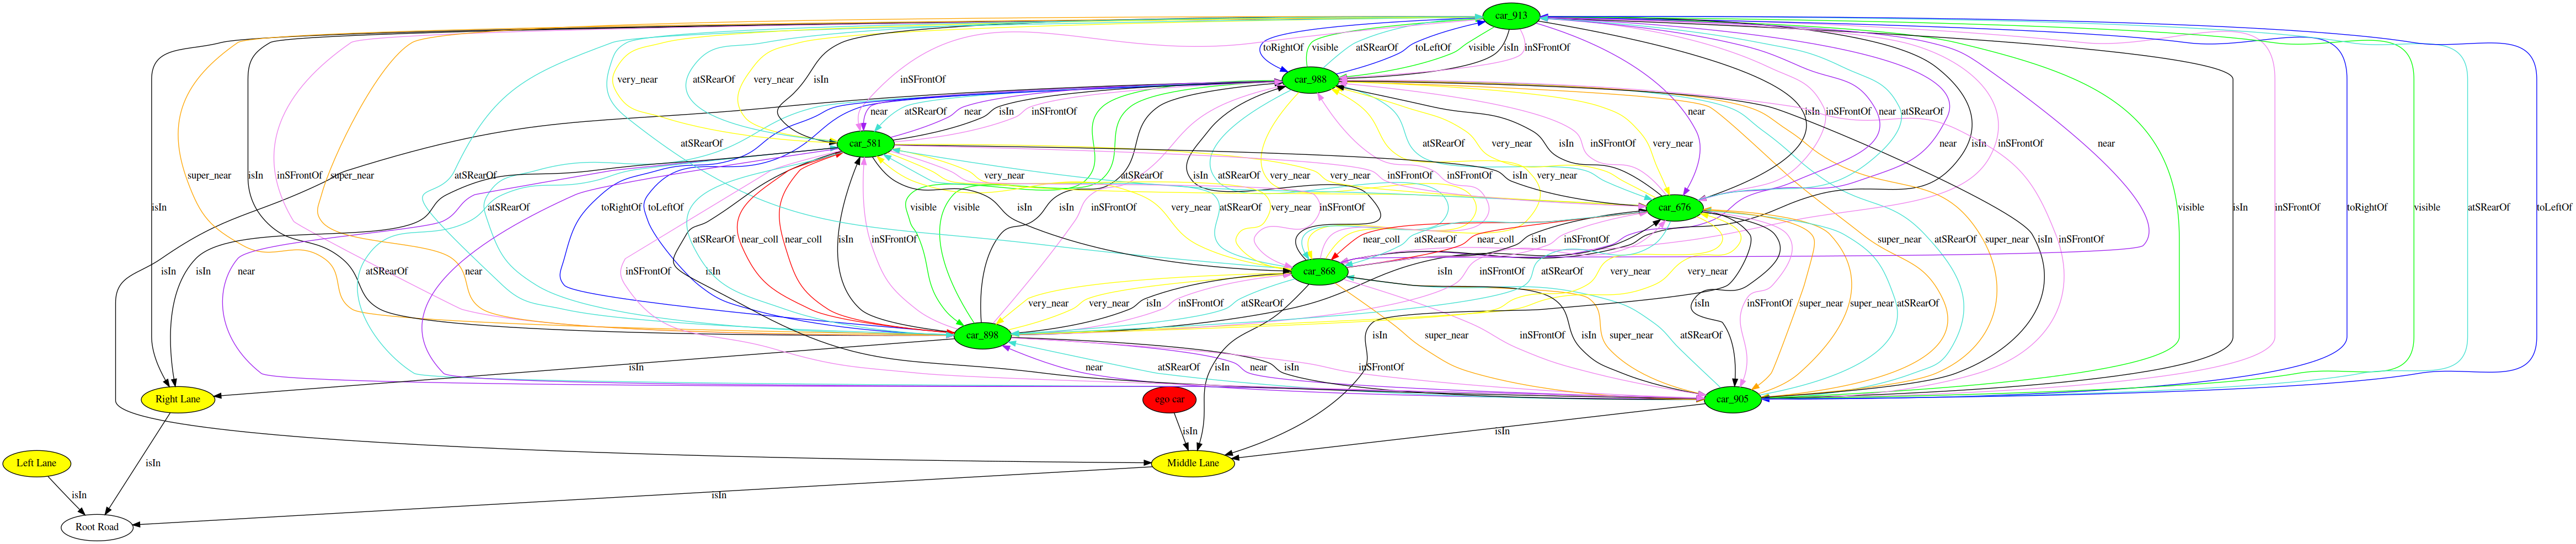 car_913
toRightOf visible atSRearOf toLeftOf visible isIn inSFrontOf
very_near atSRearOf very_near isIn inSFrontOf car_988
near atSRearOf near isIn inSFrontOf isIn inSFrontOf near atSRearOf
atSRearOf car_581 atSRearOf very_near isIn inSFrontOf near isIn inSFrontOf near
super_near isIn inSFrontOf super_near atSRearOf very_near atSRearOf isIn atSRearOf very_near very_near inSFrontOf inSFrontOf isIn very_near
isIn atSRearOf toRightOf toLeftOf visible visible isIn isIn inSFrontOf very_near atSRearOf very_near inSFrontOf car_676 visible isIn inSFrontOf toRightOf visible atSRearOf toLeftOf
atSRearOf near_coll near_coll isIn inSFrontOf near_coll atSRearOf near_coll isIn inSFrontOf super_near atSRearOf super_near isIn inSFrontOf
isIn isIn near atSRearOf near inSFrontOf isIn car_868 isIn inSFrontOf atSRearOf very_near very_near
very_near very_near isIn inSFrontOf atSRearOf isIn inSFrontOf super_near super_near atSRearOf
car_898 isIn super_near inSFrontOf isIn super_near atSRearOf
isIn isIn near atSRearOf near isIn inSFrontOf
Right Lane ego car car_905
isIn isIn
Left Lane isIn Middle Lane
isIn isIn
Root Road